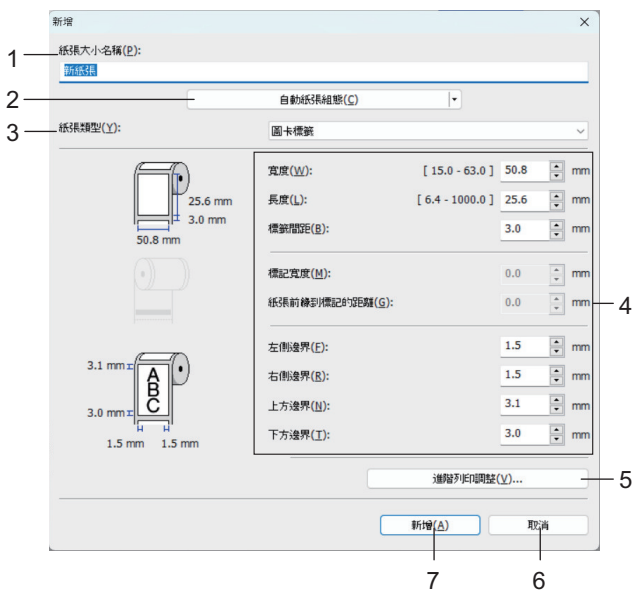 新增
1
紙張大小名稱(P):
新紙張
2
自動紙張組態(C)
3
紙張類型(Y):
圖卡標籤
25.6 mm
3.0 mm
50.8 mm
寬度(W): [ 15.0 - 63.0 ] 50.8 mm
長度(L): [ 6.4 - 1000.0 ] 25.6 mm
標籤間距(B): 3.0 mm
標記寬度(M): 0.0 mm
紙張前緣到標記的距離(G): 0.0 mm
4
左側邊界(F): 1.5 mm
右側邊界(R): 1.5 mm
上方邊界(N): 3.1 mm
下方邊界(T): 3.0 mm
3.1 mm
A
B
C
3.0 mm
1.5 mm 1.5 mm
進階列印調整(V)...
5
新增(A) 取消
7 6